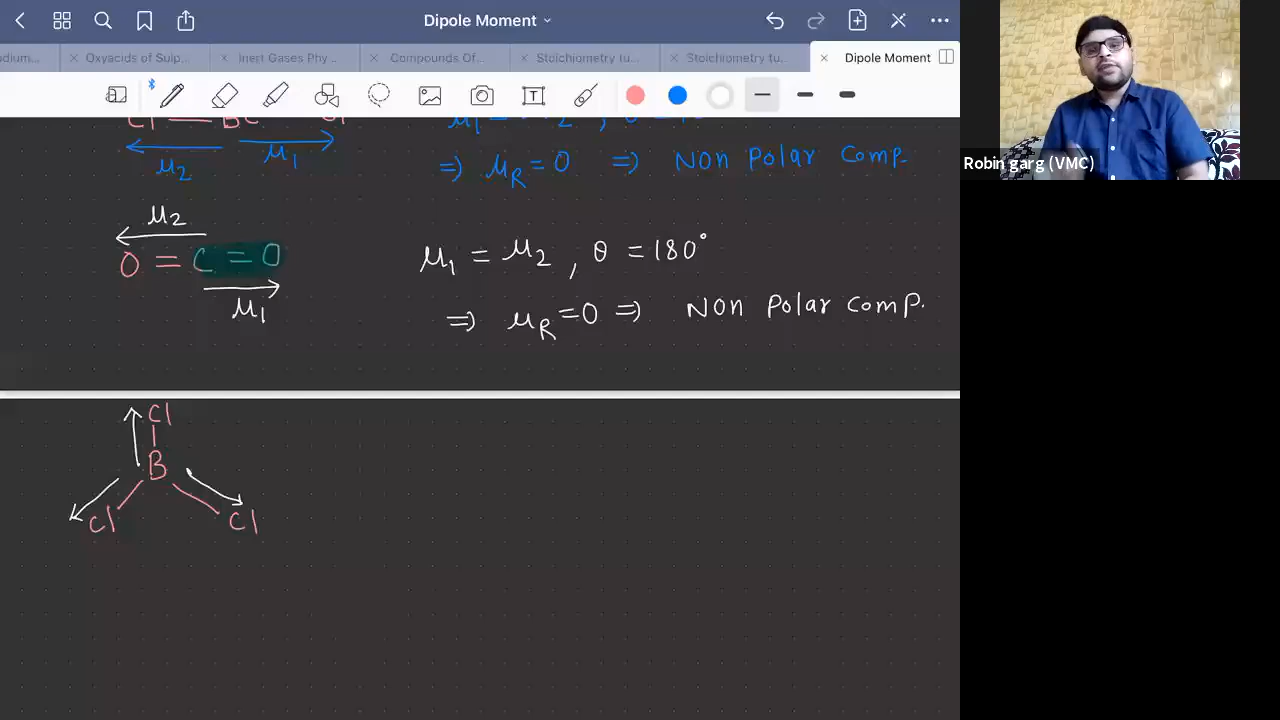 Dipole Moment
Oxyacids of Sulp...
Inert Gases Phy...
Compounds Of...
Stoichiometry tu...
Stoichiometry tu...
Dipole Moment
T
μ2 μ1
⇒ μR = 0 ⇒ Non Polar Comp.
μ2
O = C = O
μ1
μ1 = μ2 , θ = 180°
⇒ μR = 0 ⇒ Non Polar Comp.
Cl
B
Cl Cl
Robin garg (VMC)